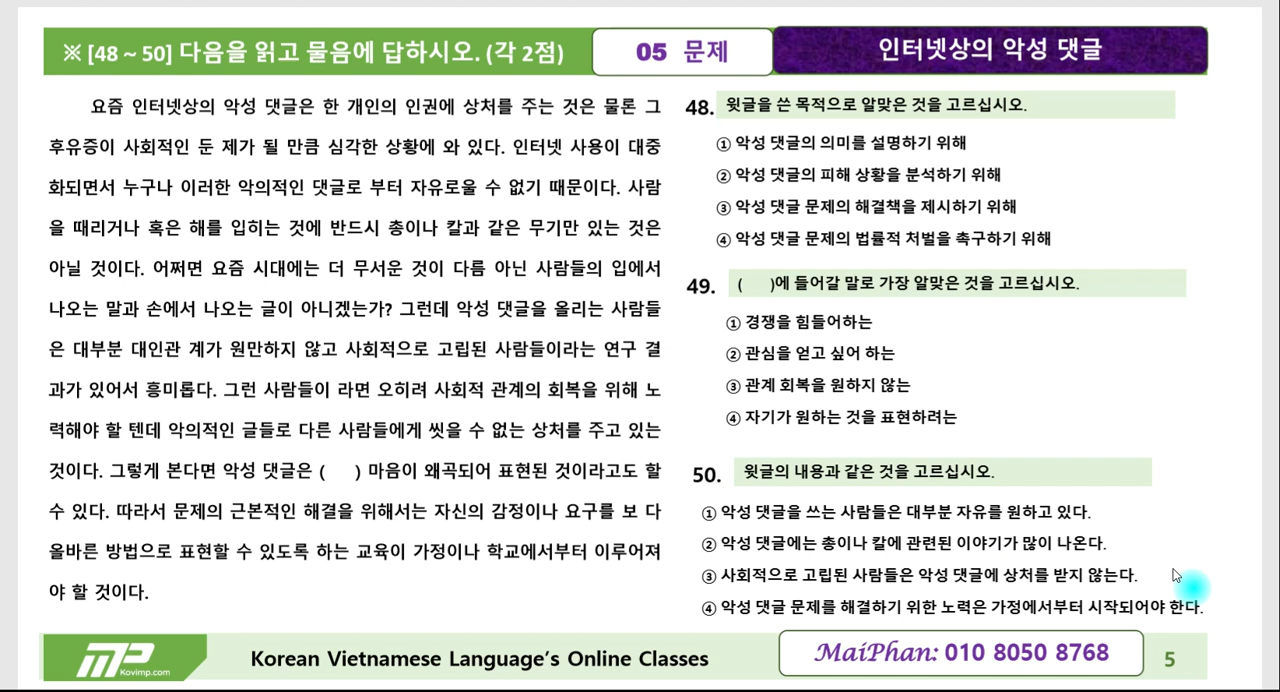 ※ [48 ~ 50] 다음을 읽고 물음에 답하시오. (각 2점)
05 문제
인터넷상의 악성 댓글
요즘 인터넷상의 악성 댓글은 한 개인의 인권에 상처를 주는 것은 물론 그
후유증이 사회적인 둔 제가 될 만큼 심각한 상황에 와 있다. 인터넷 사용이 대중
화되면서 누구나 이러한 악의적인 댓글로 부터 자유로울 수 없기 때문이다. 사람
을 때리거나 혹은 해를 입히는 것에 반드시 총이나 칼과 같은 무기만 있는 것은
아닐 것이다. 어쩌면 요즘 시대에는 더 무서운 것이 다름 아닌 사람들의 입에서
나오는 말과 손에서 나오는 글이 아니겠는가? 그런데 악성 댓글을 올리는 사람들
은 대부분 대인관 계가 원만하지 않고 사회적으로 고립된 사람들이라는 연구 결
과가 있어서 흥미롭다. 그런 사람들이 라면 오히려 사회적 관계의 회복을 위해 노
력해야 할 텐데 악의적인 글들로 다른 사람들에게 씻을 수 없는 상처를 주고 있는
것이다. 그렇게 본다면 악성 댓글은 (    ) 마음이 왜곡되어 표현된 것이라고도 할
수 있다. 따라서 문제의 근본적인 해결을 위해서는 자신의 감정이나 요구를 보 다
올바른 방법으로 표현할 수 있도록 하는 교육이 가정이나 학교에서부터 이루어져
야 할 것이다.
48. 윗글을 쓴 목적으로 알맞은 것을 고르십시오.
① 악성 댓글의 의미를 설명하기 위해
② 악성 댓글의 피해 상황을 분석하기 위해
③ 악성 댓글 문제의 해결책을 제시하기 위해
④ 악성 댓글 문제의 법률적 처벌을 촉구하기 위해
49. (    )에 들어갈 말로 가장 알맞은 것을 고르십시오.
① 경쟁을 힘들어하는
② 관심을 얻고 싶어 하는
③ 관계 회복을 원하지 않는
④ 자기가 원하는 것을 표현하려는
50. 윗글의 내용과 같은 것을 고르십시오.
① 악성 댓글을 쓰는 사람들은 대부분 자유를 원하고 있다.
② 악성 댓글에는 총이나 칼에 관련된 이야기가 많이 나온다.
③ 사회적으로 고립된 사람들은 악성 댓글에 상처를 받지 않는다.
④ 악성 댓글 문제를 해결하기 위한 노력은 가정에서부터 시작되어야 한다.
MP
Kovimp.com
Korean Vietnamese Language's Online Classes
MaiPhan: 010 8050 8768
5